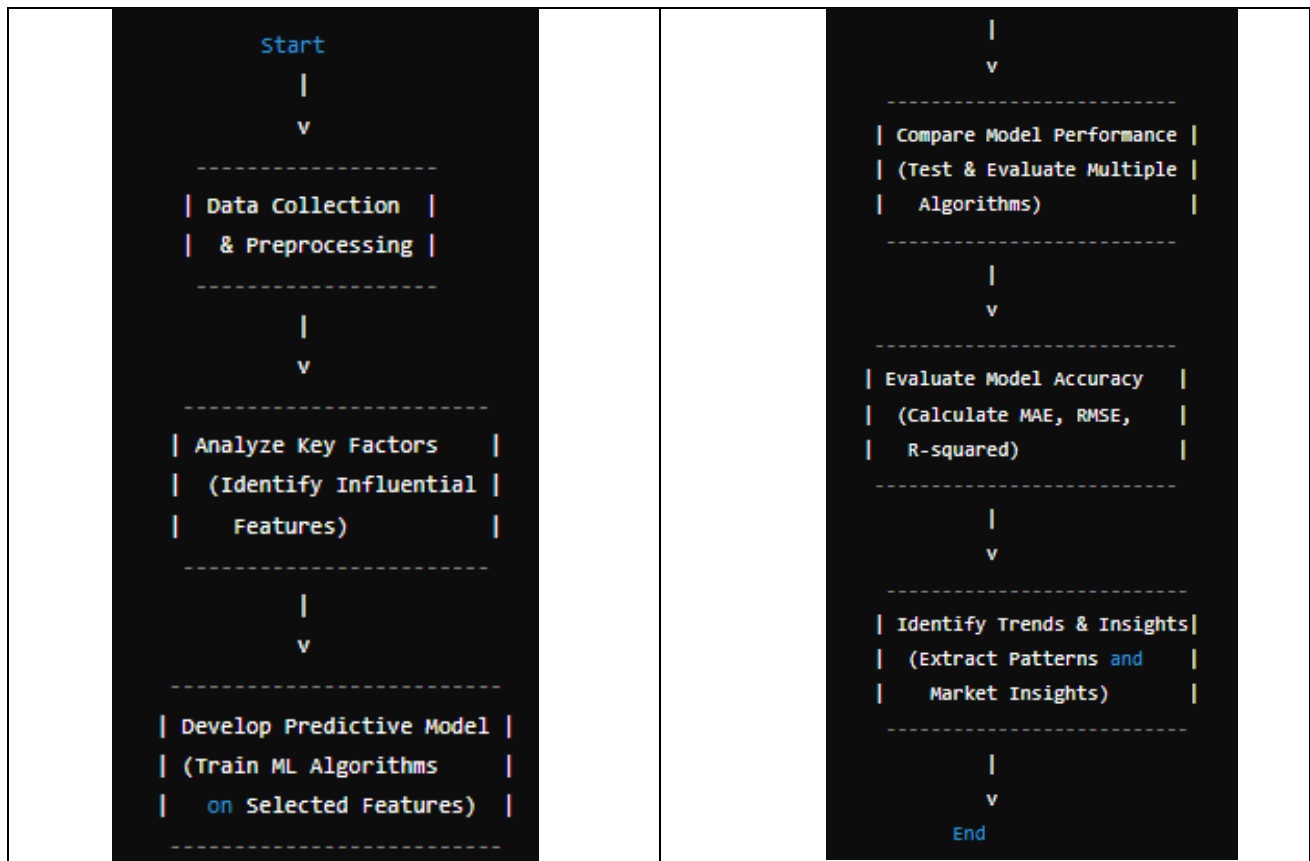 Start
|
v
-------------------
| Data Collection |
| & Preprocessing |
-------------------
|
v
------------------------
| Analyze Key Factors |
| (Identify Influential |
| Features) |
------------------------
|
v
--------------------------
| Develop Predictive Model |
| (Train ML Algorithms |
| on Selected Features) |
--------------------------
|
v
--------------------------
| Compare Model Performance |
| (Test & Evaluate Multiple |
| Algorithms) |
--------------------------
|
v
---------------------------
| Evaluate Model Accuracy |
| (Calculate MAE, RMSE, |
| R-squared) |
---------------------------
|
v
---------------------------
| Identify Trends & Insights|
| (Extract Patterns and |
| Market Insights) |
---------------------------
|
v
End